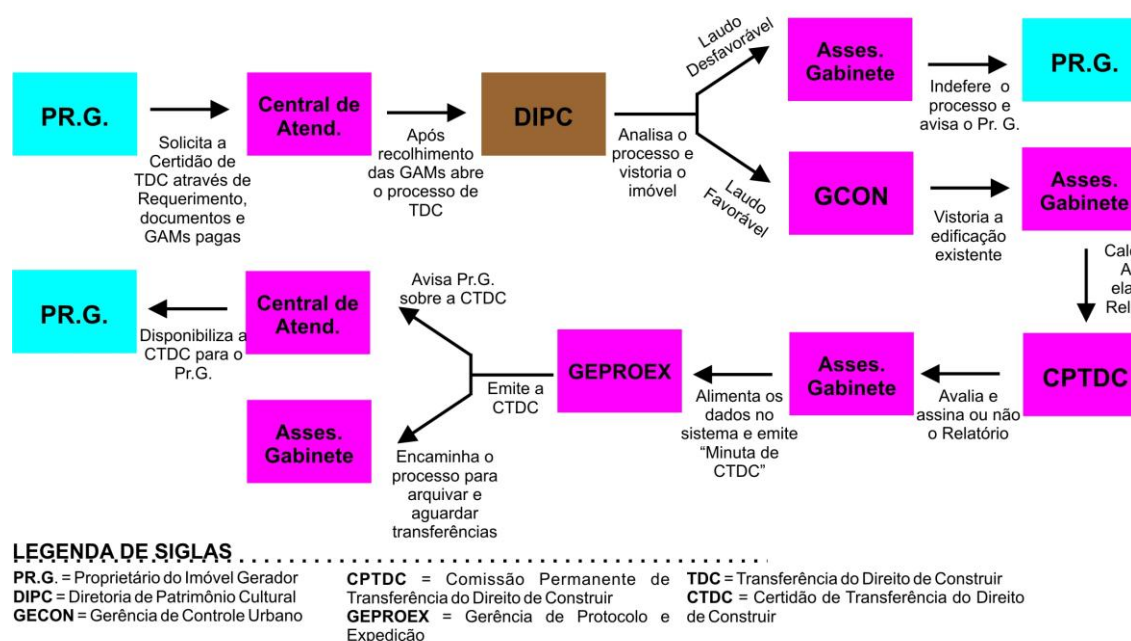 PR.G.
Solicita a
Certidão de
TDC através de
Requerimento,
documentos e
GAMs pagas
Central de
Atend.
Após
recolhimento
das GAMs abre
o processo de
TDC
DIPC
Analisa o
processo e
vistoria o
imóvel
Laudo
Desfavorável
Asses.
Gabinete
Indefere o
processo e
avisa o Pr. G.
PR.G.
Laudo
Favorável
GCON
Vistoria a
edificação
existente
Asses.
Gabinete
CPTDC
Avalia e
assina ou não
o Relatório
Asses.
Gabinete
Alimenta os
dados no
sistema e emite
“Minuta de
CTDC”
GEPROEX
Emite a
CTDC
Avisa Pr.G.
sobre a CTDC
Central de
Atend.
Disponibiliza a
CTDC para o
Pr.G.
PR.G.
Encaminha o
processo para
arquivar e
aguardar
transferências
Asses.
Gabinete
LEGENDA DE SIGLAS
PR.G. = Proprietário do Imóvel Gerador
DIPC = Diretoria de Patrimônio Cultural
GECON = Gerência de Controle Urbano
CPTDC = Comissão Permanente de
Transferência do Direito de Construir
GEPROEX = Gerência de Protocolo e
Expedição
TDC = Transferência do Direito de Construir
CTDC = Certidão de Transferência do Direito
de Construir